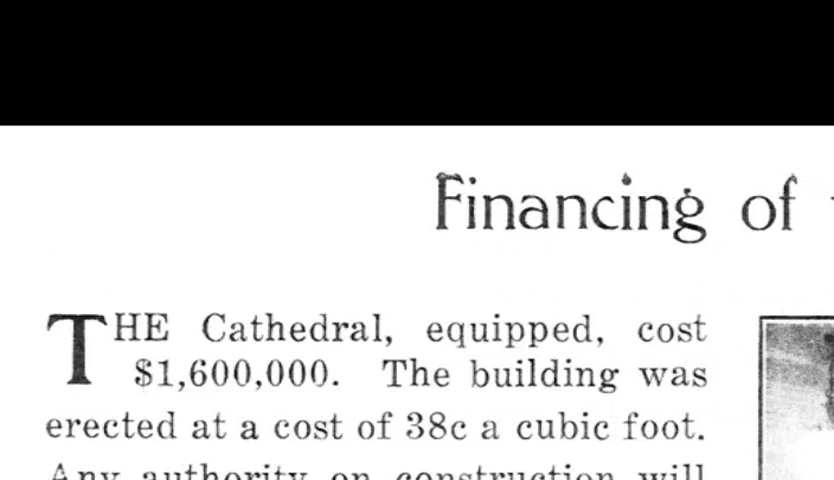 Financing of
THE Cathedral, equipped, cost
$1,600,000. The building was
erected at a cost of 38c a cubic foot.
Any authority on construction will